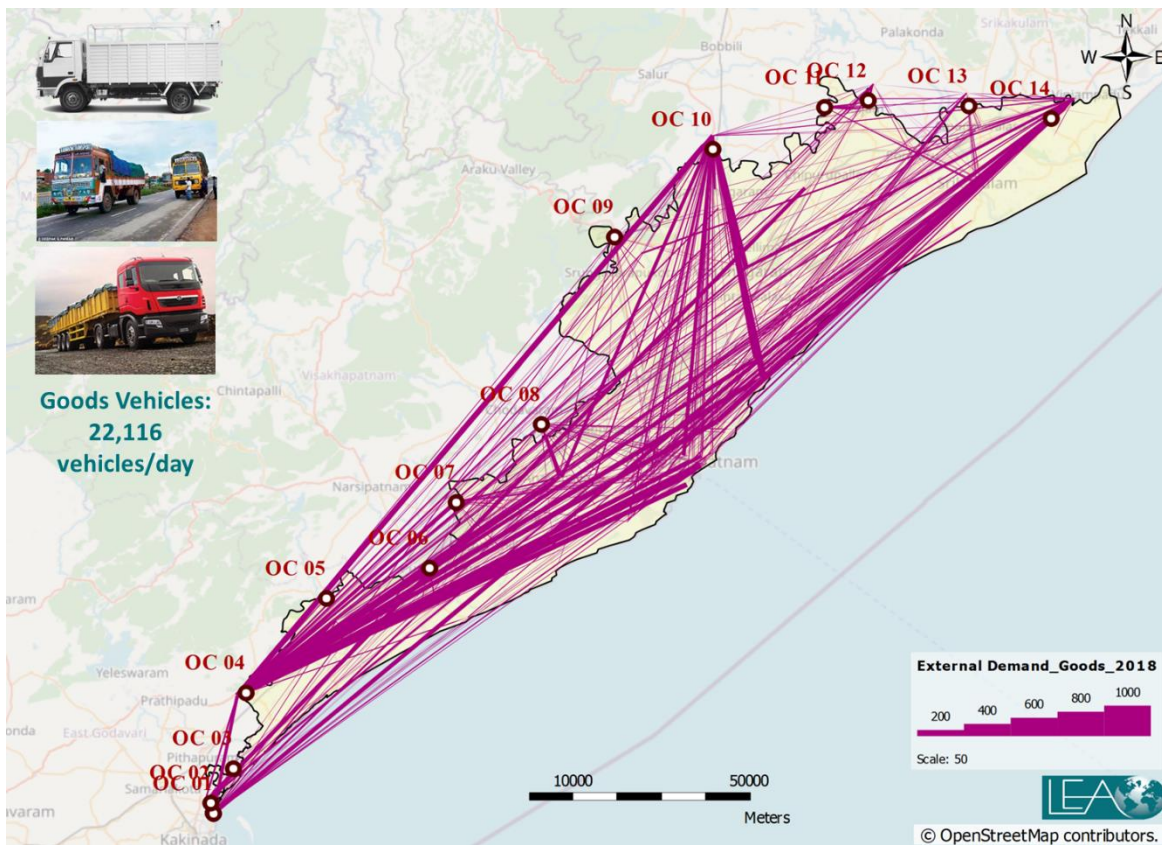 Bobbili
Salur
Palakonda
Srikakulam
Tekkali
N
W E
S
OC 12
OC 13
OC 14
OC 10
Araku Valley
OC 09
Goods Vehicles:
22,116
vehicles/day
Chintapalli
Visakhapatnam
OC 08
OC 07
Narsipatnam
OC 06
OC 05
OC 04
Yeleswaram
Prathipadu
East Godavari
OC 03
Pithapuram
OC 02
OC 01
Kakinada
External Demand_Goods_2018
200 400 600 800 1000
Scale: 50
10000 50000
Meters
LEA
© OpenStreetMap contributors.